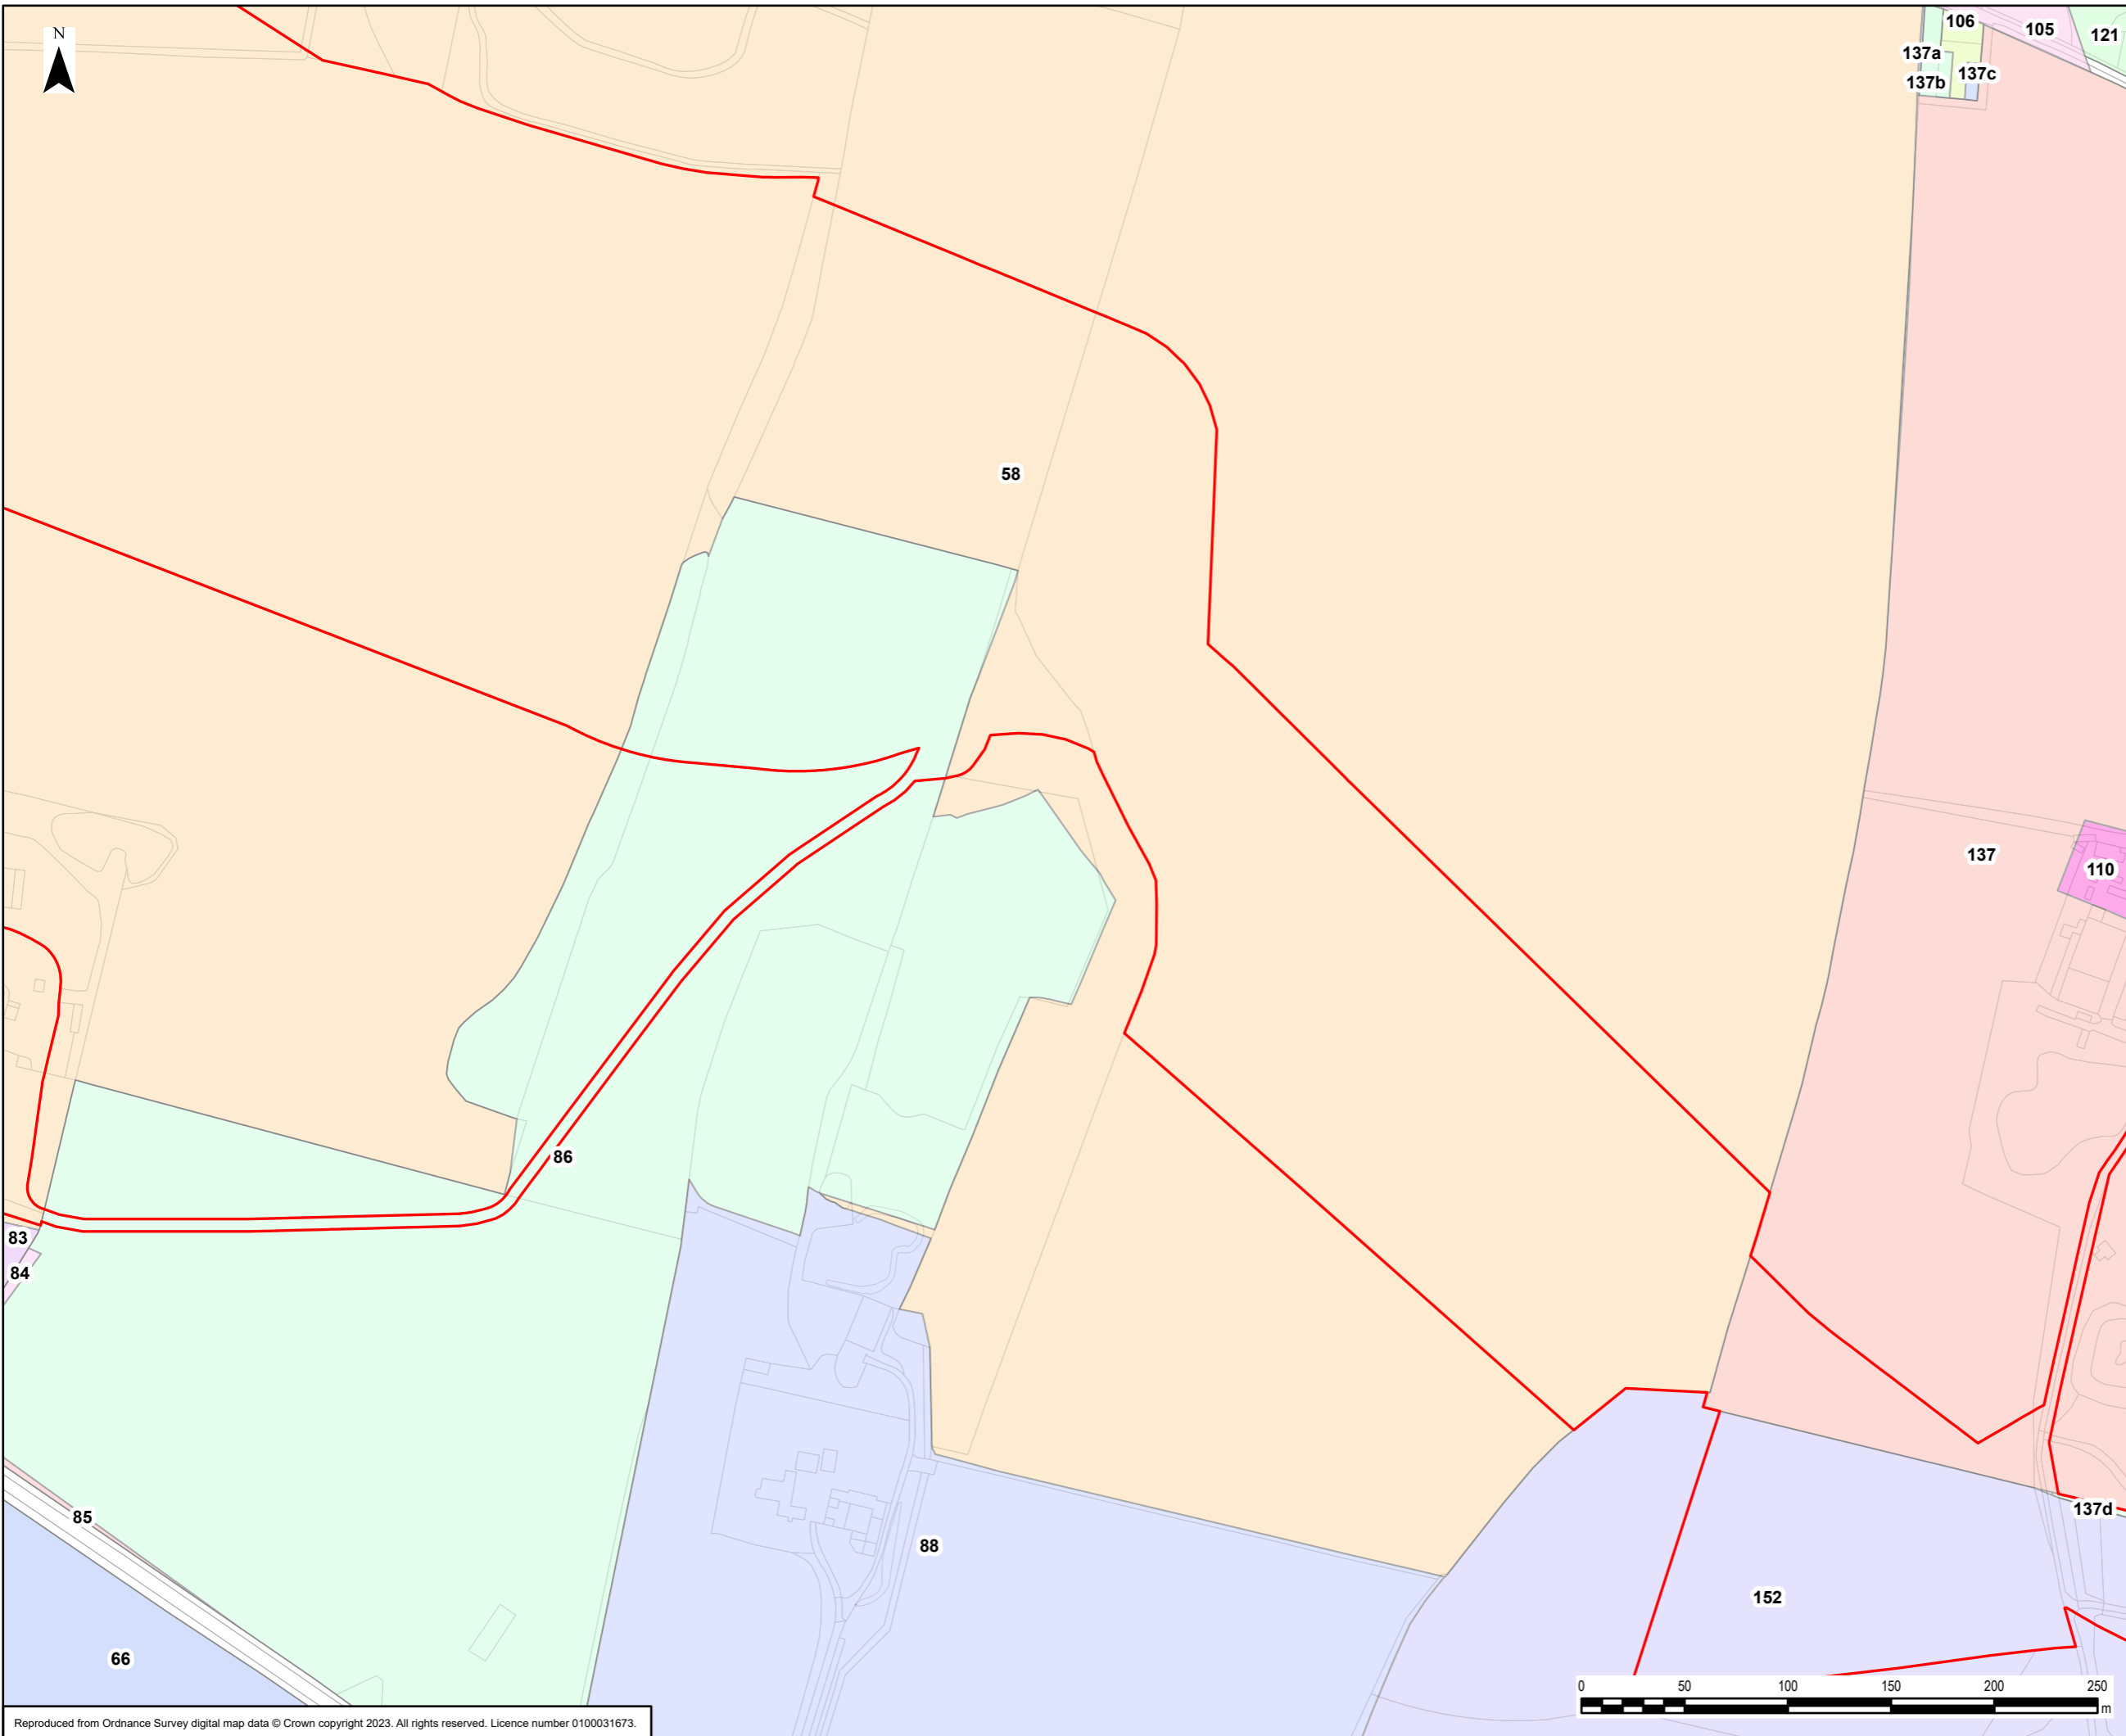 N
106
105
121
137a
137b
137c
58
137
110
86
83
84
85
137d
88
152
66
0 50 100 150 200 250
m
Reproduced from Ordnance Survey digital map data © Crown copyright 2023. All rights reserved. Licence number 0100031673.